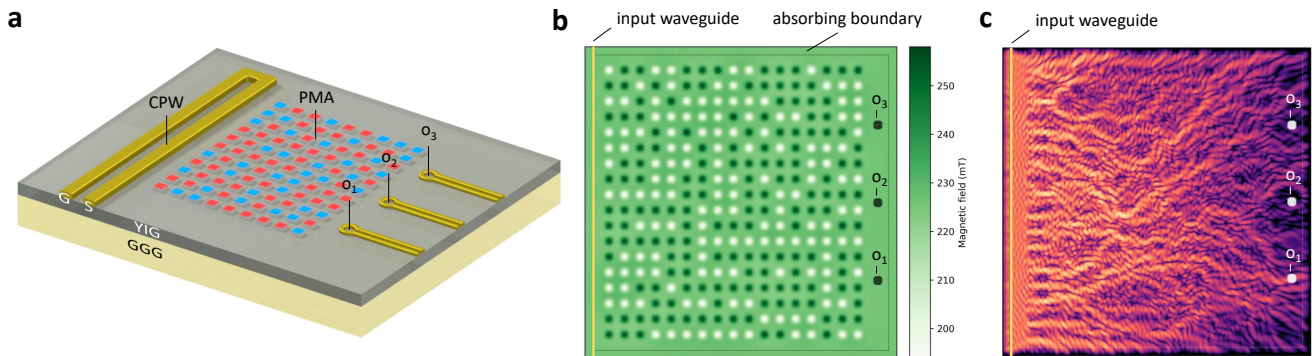 a
CPW
PMA
O3
O2
O1
G
S
YIG
GGG
b
input waveguide
absorbing boundary
O3
O2
O1
250
240
230
220
210
200
Magnetic field (mT)
c
input waveguide
O3
O2
O1